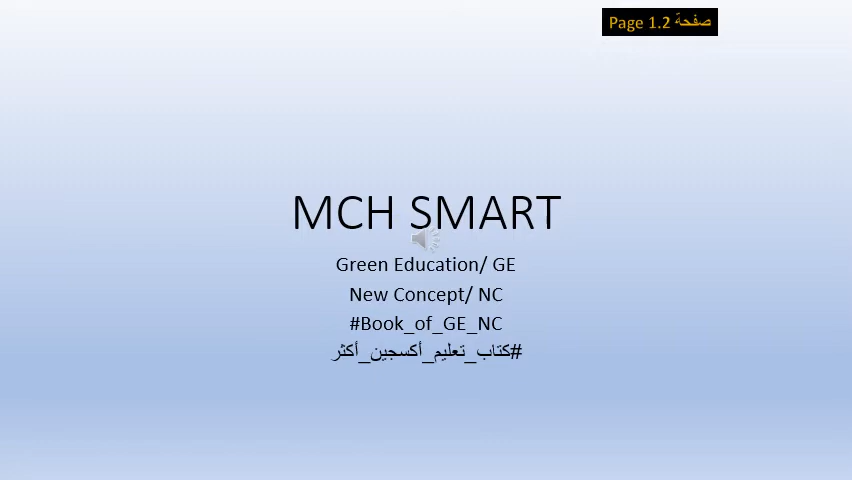 Page 1.2 صفحة
MCH SMART
Green Education/ GE
New Concept/ NC
#Book_of_GE_NC
#كتاب_تعليم_أكسجين_أكثر